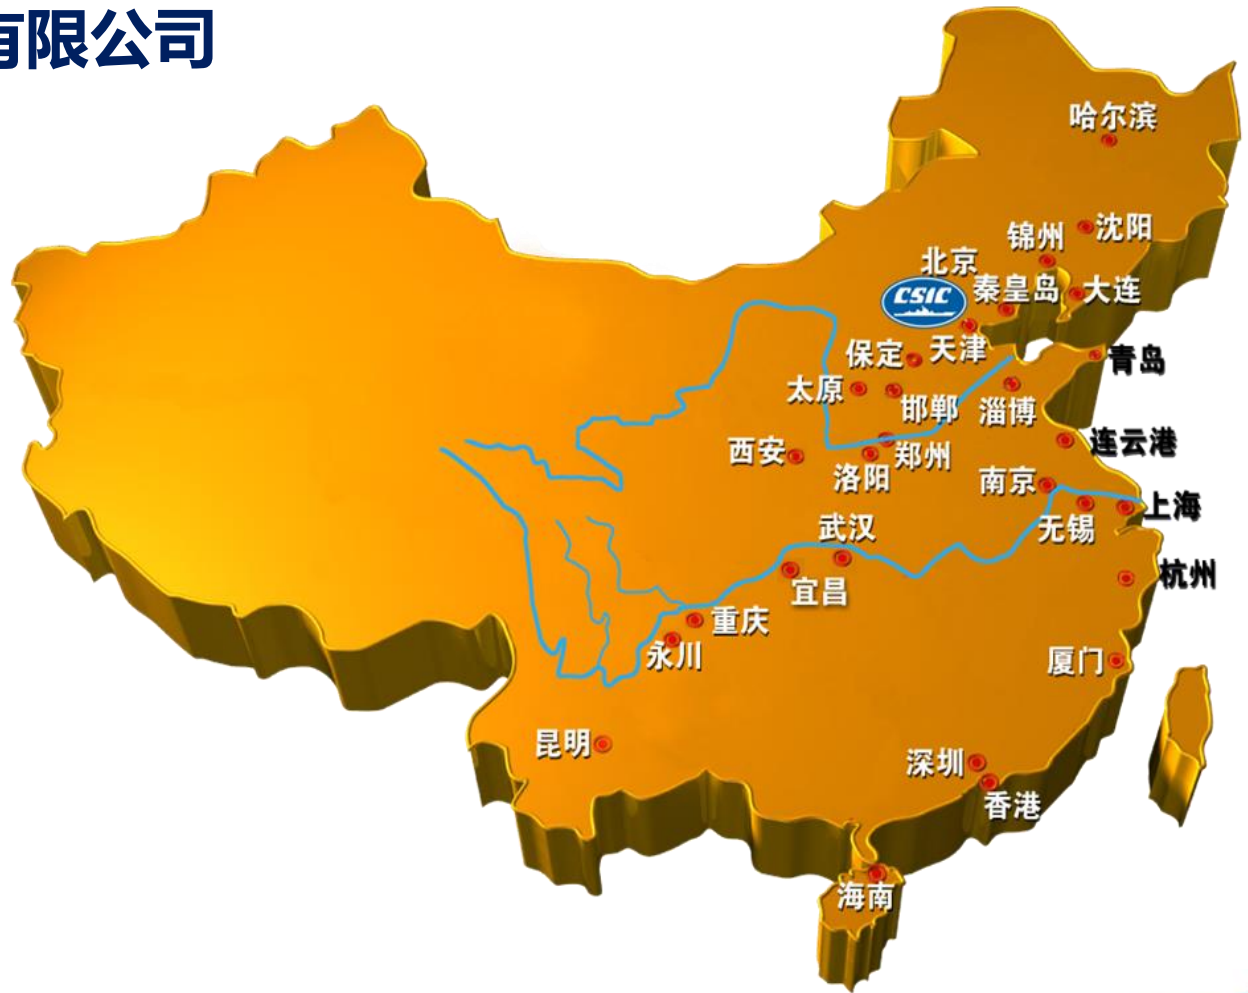 有限公司
哈尔滨
沈阳
锦州
北京
CSIC
秦皇岛
大连
天津
保定
青岛
太原
邯郸
淄博
连云港
西安
郑州
洛阳
南京
上海
无锡
武汉
杭州
宜昌
重庆
永川
厦门
昆明
深圳
香港
海南